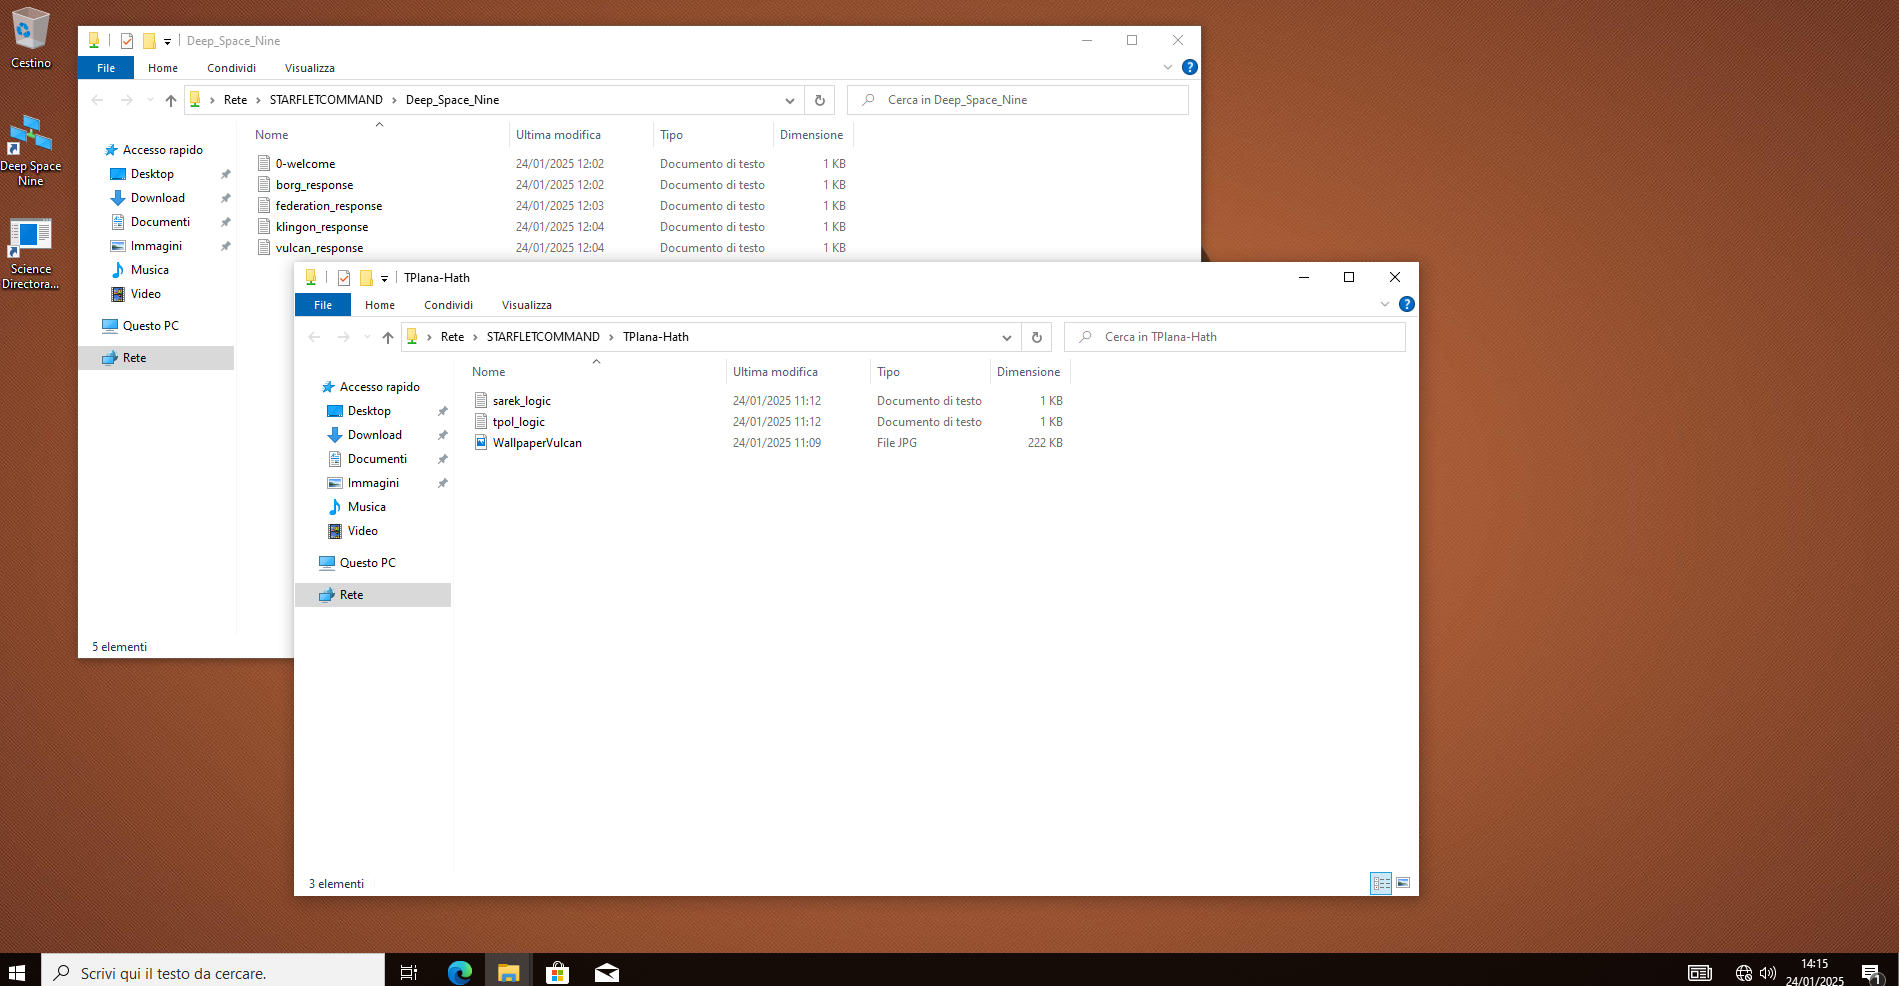 Cestino
Deep Space
Nine
Science
Directora...
Deep_Space_Nine
File Home Condividi Visualizza
Rete STARFLETCOMMAND Deep_Space_Nine
Cerca in Deep_Space_Nine
Accesso rapido
Desktop
Download
Documenti
Immagini
Musica
Video
Questo PC
Rete
Nome Ultima modifica Tipo Dimensione
0-welcome 24/01/2025 12:02 Documento di testo 1 KB
borg_response 24/01/2025 12:02 Documento di testo 1 KB
federation_response 24/01/2025 12:03 Documento di testo 1 KB
klingon_response 24/01/2025 12:04 Documento di testo 1 KB
vulcan_response 24/01/2025 12:04 Documento di testo 1 KB
5 elementi
TPlana-Hath
File Home Condividi Visualizza
Rete STARFLETCOMMAND TPlana-Hath
Cerca in TPlana-Hath
Accesso rapido
Desktop
Download
Documenti
Immagini
Musica
Video
Questo PC
Rete
Nome Ultima modifica Tipo Dimensione
sarek_logic 24/01/2025 11:12 Documento di testo 1 KB
tpol_logic 24/01/2025 11:12 Documento di testo 1 KB
WallpaperVulcan 24/01/2025 11:09 File JPG 222 KB
3 elementi
Scrivi qui il testo da cercare.
14:15
24/01/2025
1